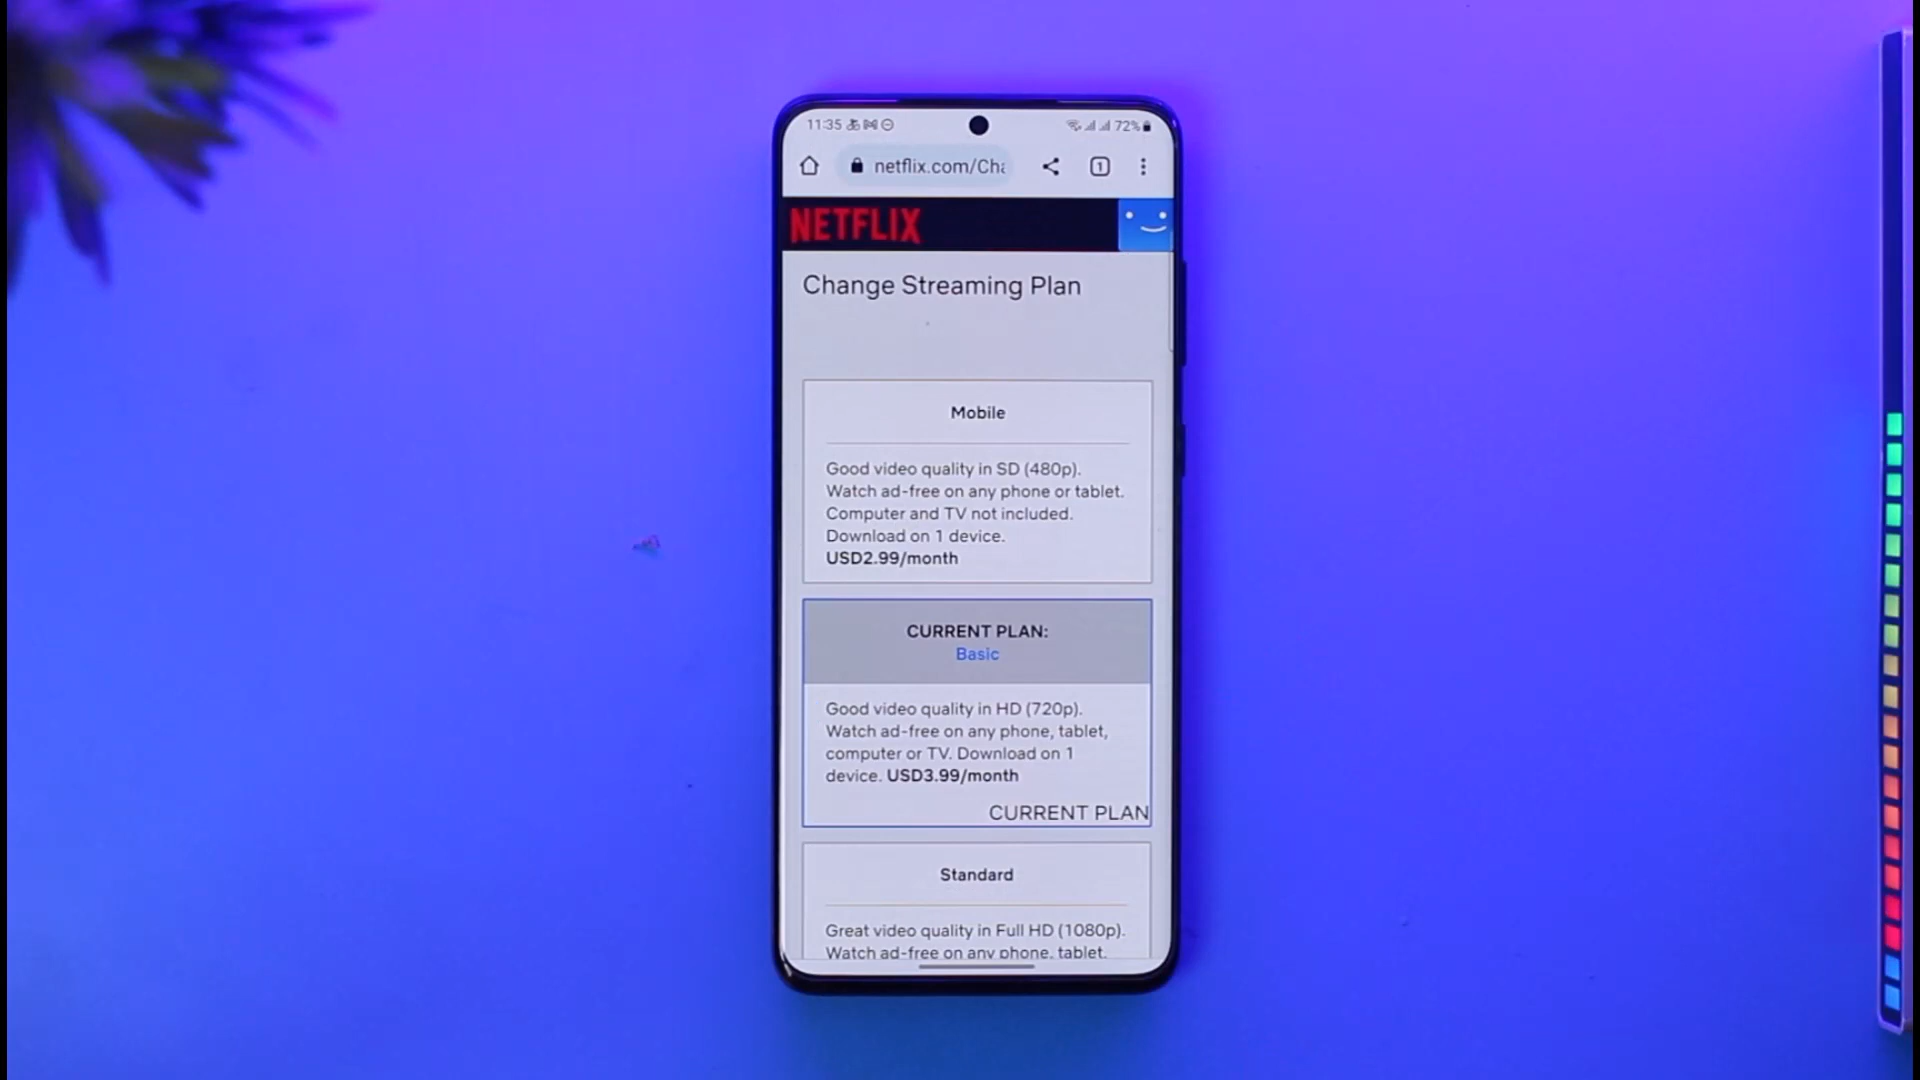 11:35
72%
netflix.com/Cha
1
NETFLIX
Change Streaming Plan
Mobile
Good video quality in SD (480p).
Watch ad-free on any phone or tablet.
Computer and TV not included.
Download on 1 device.
USD2.99/month
CURRENT PLAN:
Basic
Good video quality in HD (720p).
Watch ad-free on any phone, tablet,
computer or TV. Download on 1
device. USD3.99/month
CURRENT PLAN
Standard
Great video quality in Full HD (1080p).
Watch ad-free on any phone, tablet,